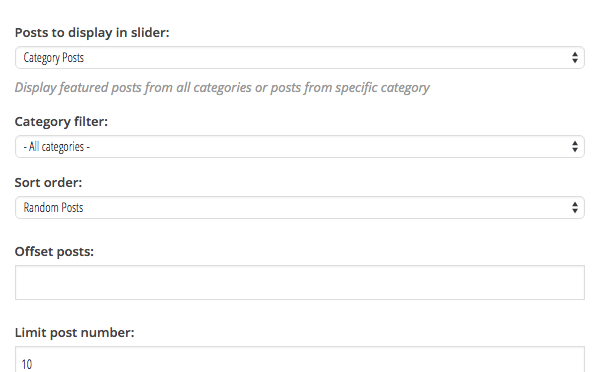 Posts to display in slider:
Category Posts
Display featured posts from all categories or posts from specific category
Category filter:
- All categories -
Sort order:
Random Posts
Offset posts:
Limit post number:
10